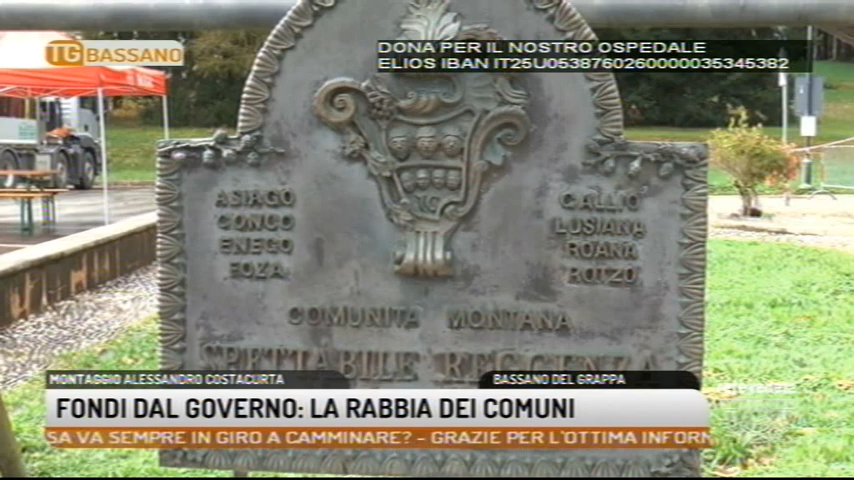 TG BASSANO
DONA PER IL NOSTRO OSPEDALE
ELIOS IBAN IT25U0538760260000035345382
ASIAGO
CONCO
ENEGO
FOZA
GALLIO
LUSIANA
ROANA
ROTZO
COMUNITA MONTANA
SPETTABILE REGGENZA
MONTAGGIO ALESSANDRO COSTACURTA
BASSANO DEL GRAPPA
FONDI DAL GOVERNO: LA RABBIA DEI COMUNI
SA VA SEMPRE IN GIRO A CAMMINARE? - GRAZIE PER L'OTTIMA INFORM